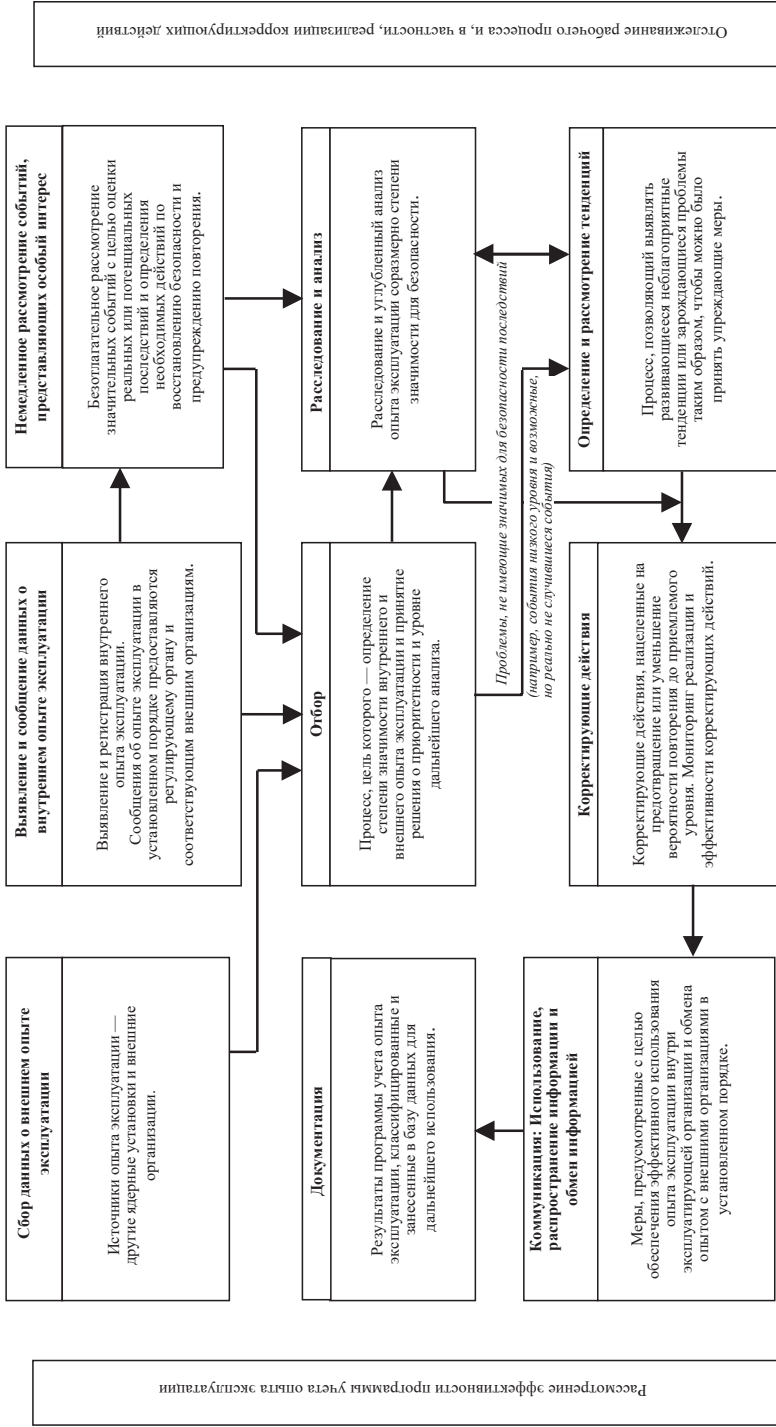 Сбор данных о внешнем опыте
эксплуатации
Источники опыта эксплуатации —
другие ядерные установки и внешние
организации.
Выявление и сообщение данных о
внутреннем опыте эксплуатации
Выявление и регистрация внутреннего
опыта эксплуатации.
Сообщения об опыте эксплуатации в
установленном порядке предоставляются
регулирующему органу и
соответствующим внешним организациям.
Немедленное рассмотрение событий,
представляющих особый интерес
Безотлагательное рассмотрение
значительных событий с целью оценки
реальных или потенциальных
последствий и определения
необходимых действий по
восстановлению безопасности и
предупреждению повторения.
Документация
Результаты программы учета опыта
эксплуатации, классифицированные и
занесенные в базу данных для
дальнейшего использования.
Отбор
Процесс, цель которого — определение
степени значимости внутреннего и
внешнего опыта эксплуатации и принятие
решения о приоритетности и уровне
дальнейшего анализа.
Расследование и анализ
Расследование и углубленный анализ
опыта эксплуатации соразмерно степени
значимости для безопасности.
Проблемы, не имеющие значимых для безопасности последствий
(например, события низкого уровня и возможные,
но реально не случившиеся события)
Коммуникация: Использование,
распространение информации и
обмен информацией
Меры, предусмотренные с целью
обеспечения эффективного использования
опыта эксплуатации внутри
эксплуатирующей организации и обмена
опытом с внешними организациями в
установленном порядке.
Корректирующие действия
Корректирующие действия, нацеленные на
предотвращение или уменьшение
вероятности повторения до приемлемого
уровня. Мониторинг реализации и
эффективности корректирующих действий.
Определение и рассмотрение тенденций
Процесс, позволяющий выявлять
развивающиеся неблагоприятные
тенденции или зарождающиеся проблемы
таким образом, чтобы можно было
принять упреждающие меры.
Рассмотрение эффективности программы учета опыта эксплуатации
Отслеживание рабочего процесса и, в частности, реализации корректирующих действий